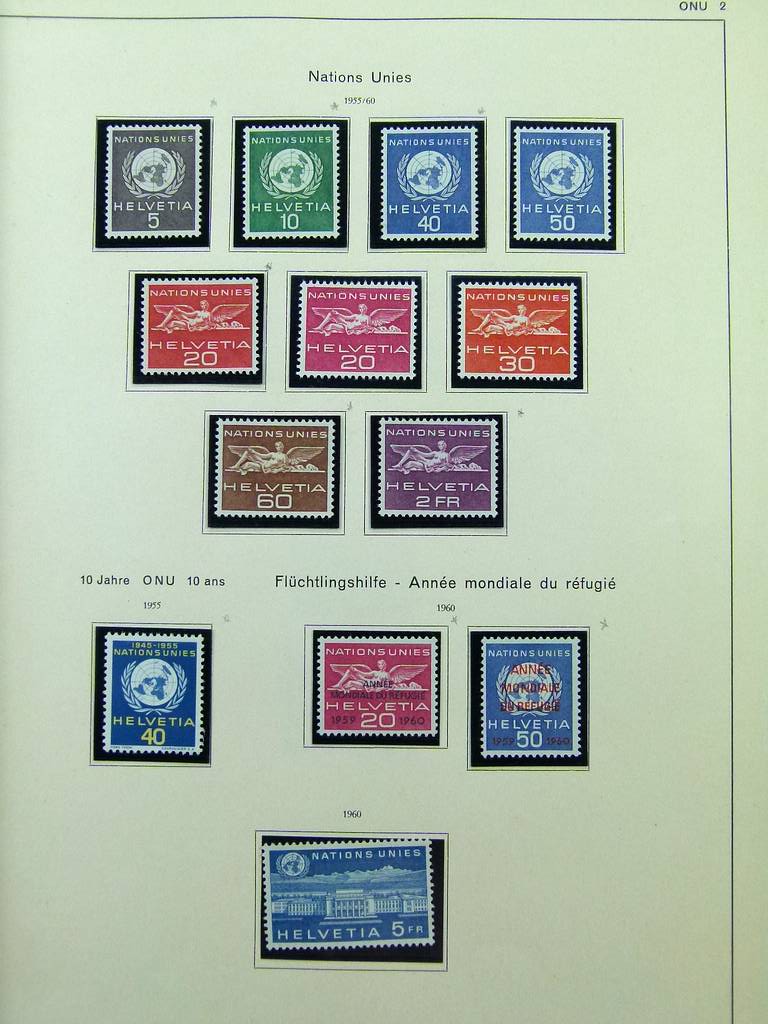 ONU 2
Nations Unies
1955/60
NATIONS UNIES
HELVETIA
5
NATIONS UNIES
HELVETIA
10
NATIONS UNIES
HELVETIA
40
NATIONS UNIES
HELVETIA
50
NATIONS UNIES
HELVETIA
20
NATIONS UNIES
HELVETIA
20
NATIONS UNIES
HELVETIA
30
NATIONS UNIES
HELVETIA
60
NATIONS UNIES
HELVETIA
2 FR
10 Jahre ONU 10 ans
1955
Flüchtlingshilfe - Année mondiale du réfugié
1960
1945-1955
NATIONS UNIES
HELVETIA
40
NATIONS UNIES
ANNÉE
MONDIALE DU RÉFUGIÉ
HELVETIA
1959 20 1960
NATIONS UNIES
ANNÉE
MONDIALE
DU RÉFUGIÉ
HELVETIA
1959 50 1960
1960
NATIONS UNIES
HELVETIA 5 FR